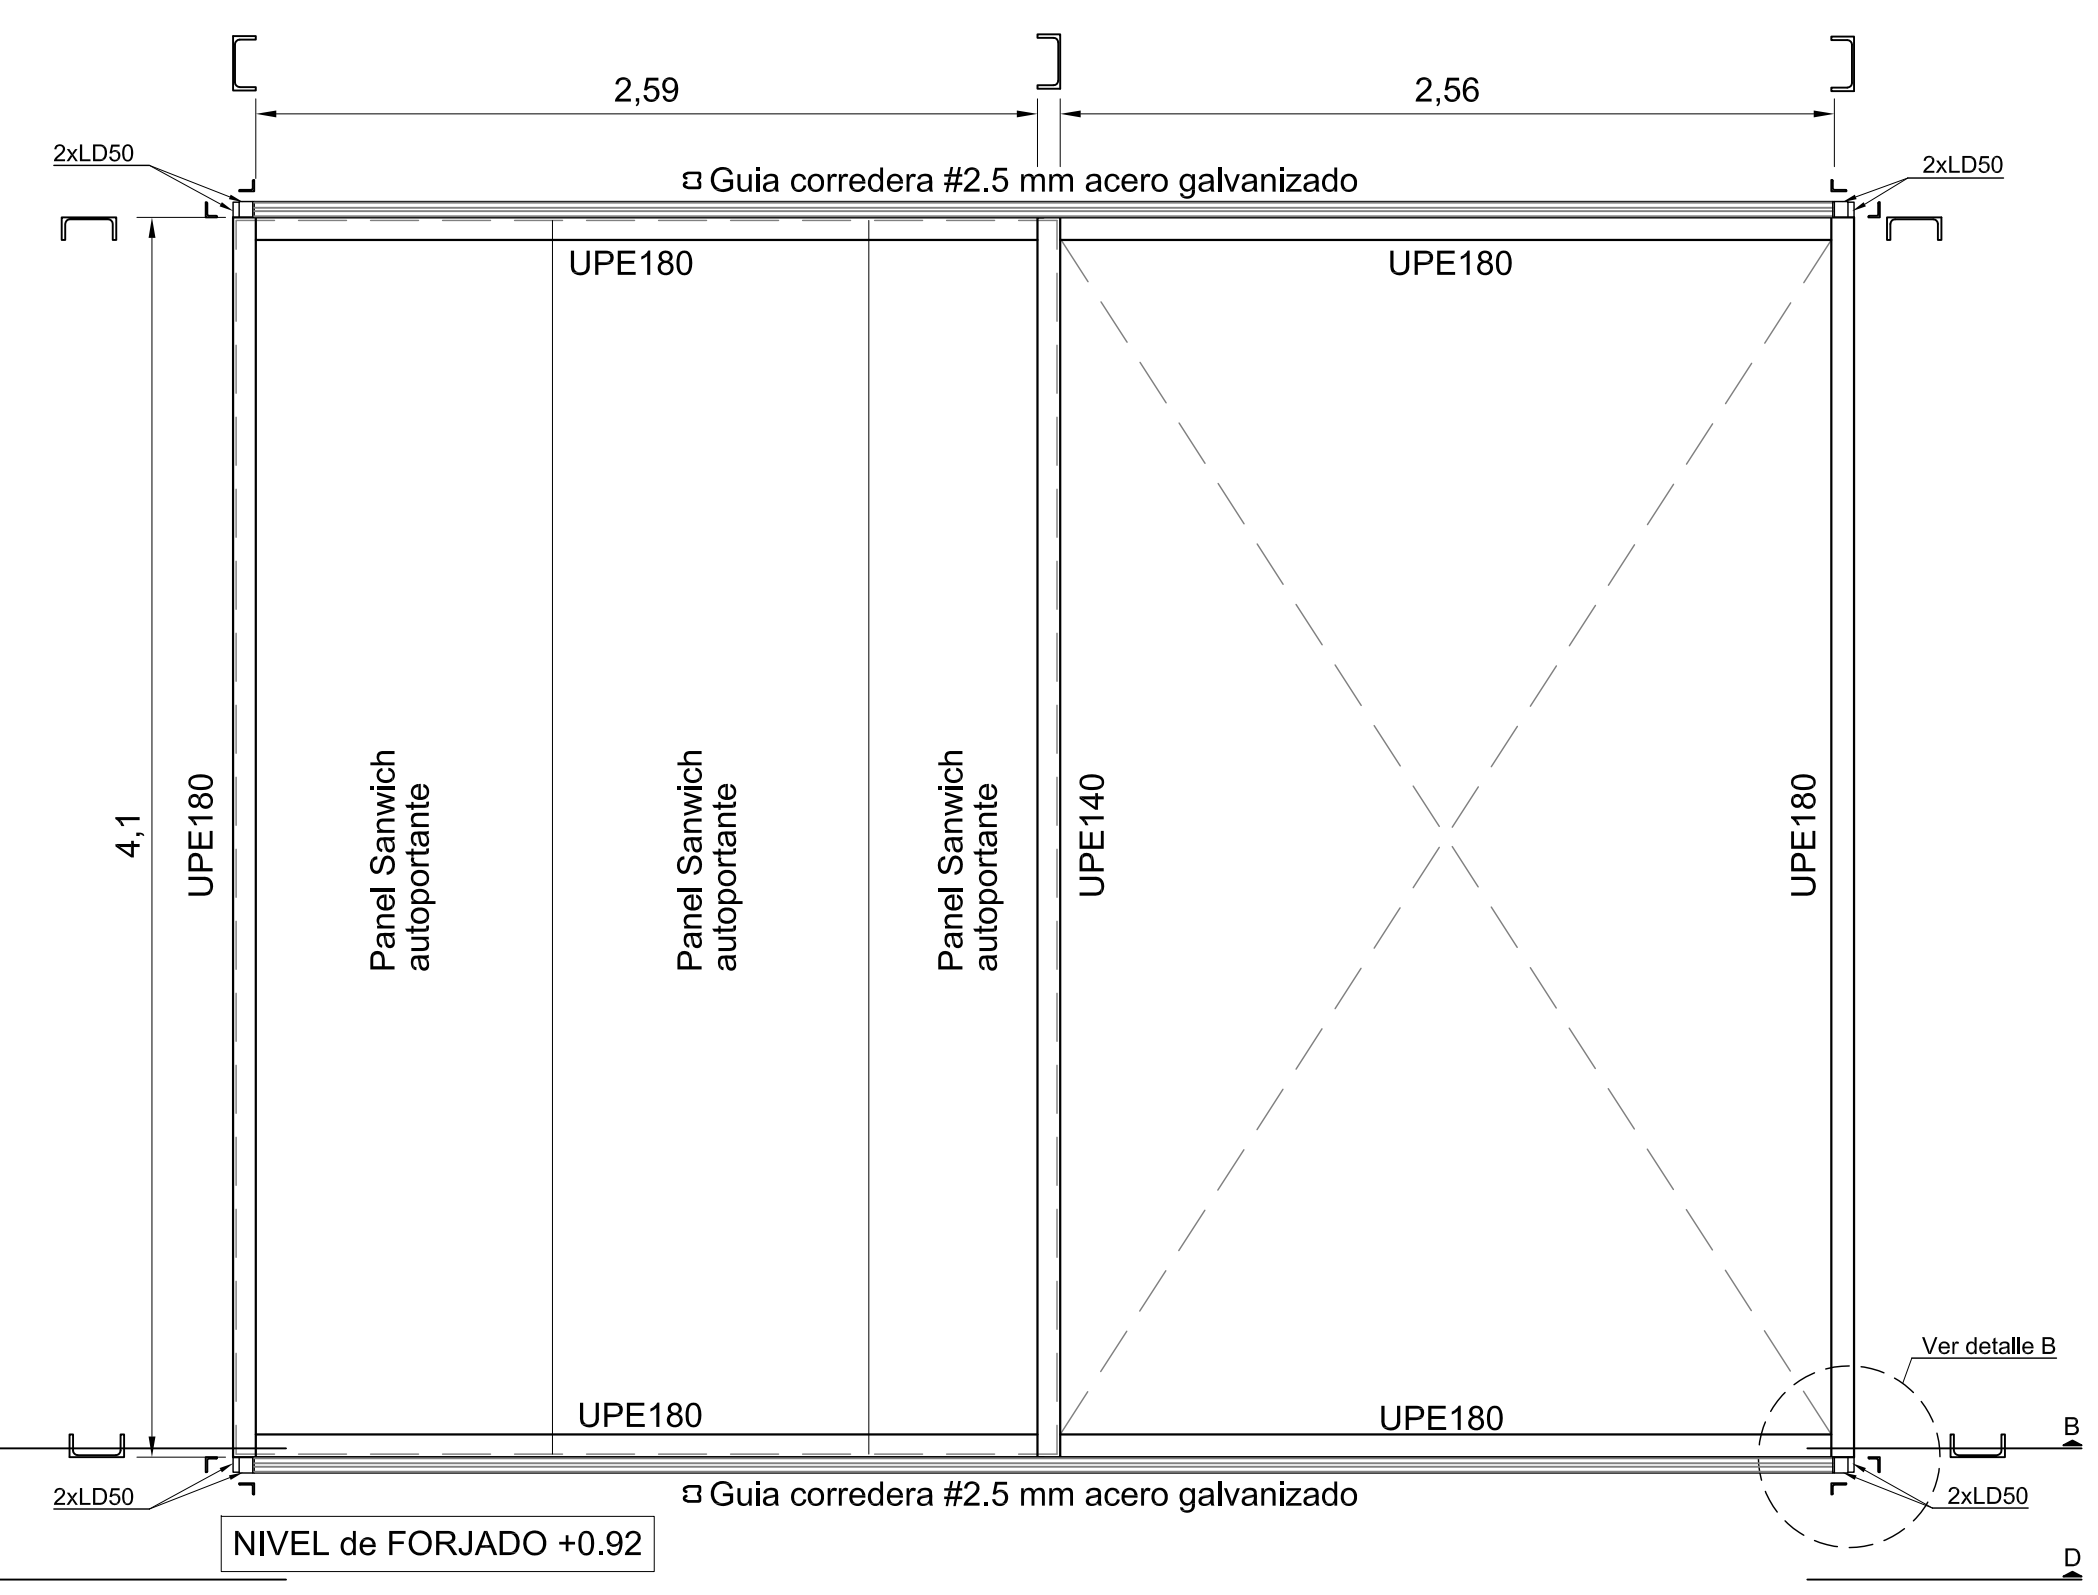 2,59
2,56
2xLD50
2xLD50
Guia corredera #2.5 mm acero galvanizado
UPE180
UPE180
4,1
UPE180
Panel Sanwich
autoportante
Panel Sanwich
autoportante
Panel Sanwich
autoportante
UPE140
UPE180
Ver detalle B
UPE180
UPE180
B
2xLD50
Guia corredera #2.5 mm acero galvanizado
2xLD50
NIVEL de FORJADO +0.92
D